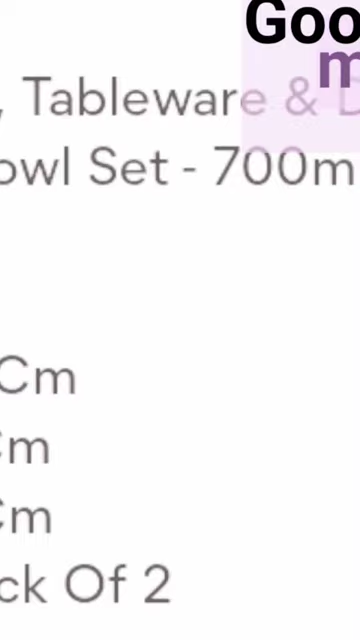 Goo
m
, Tableware & D
owl Set - 700m
Cm
Cm
Cm
ck Of 2